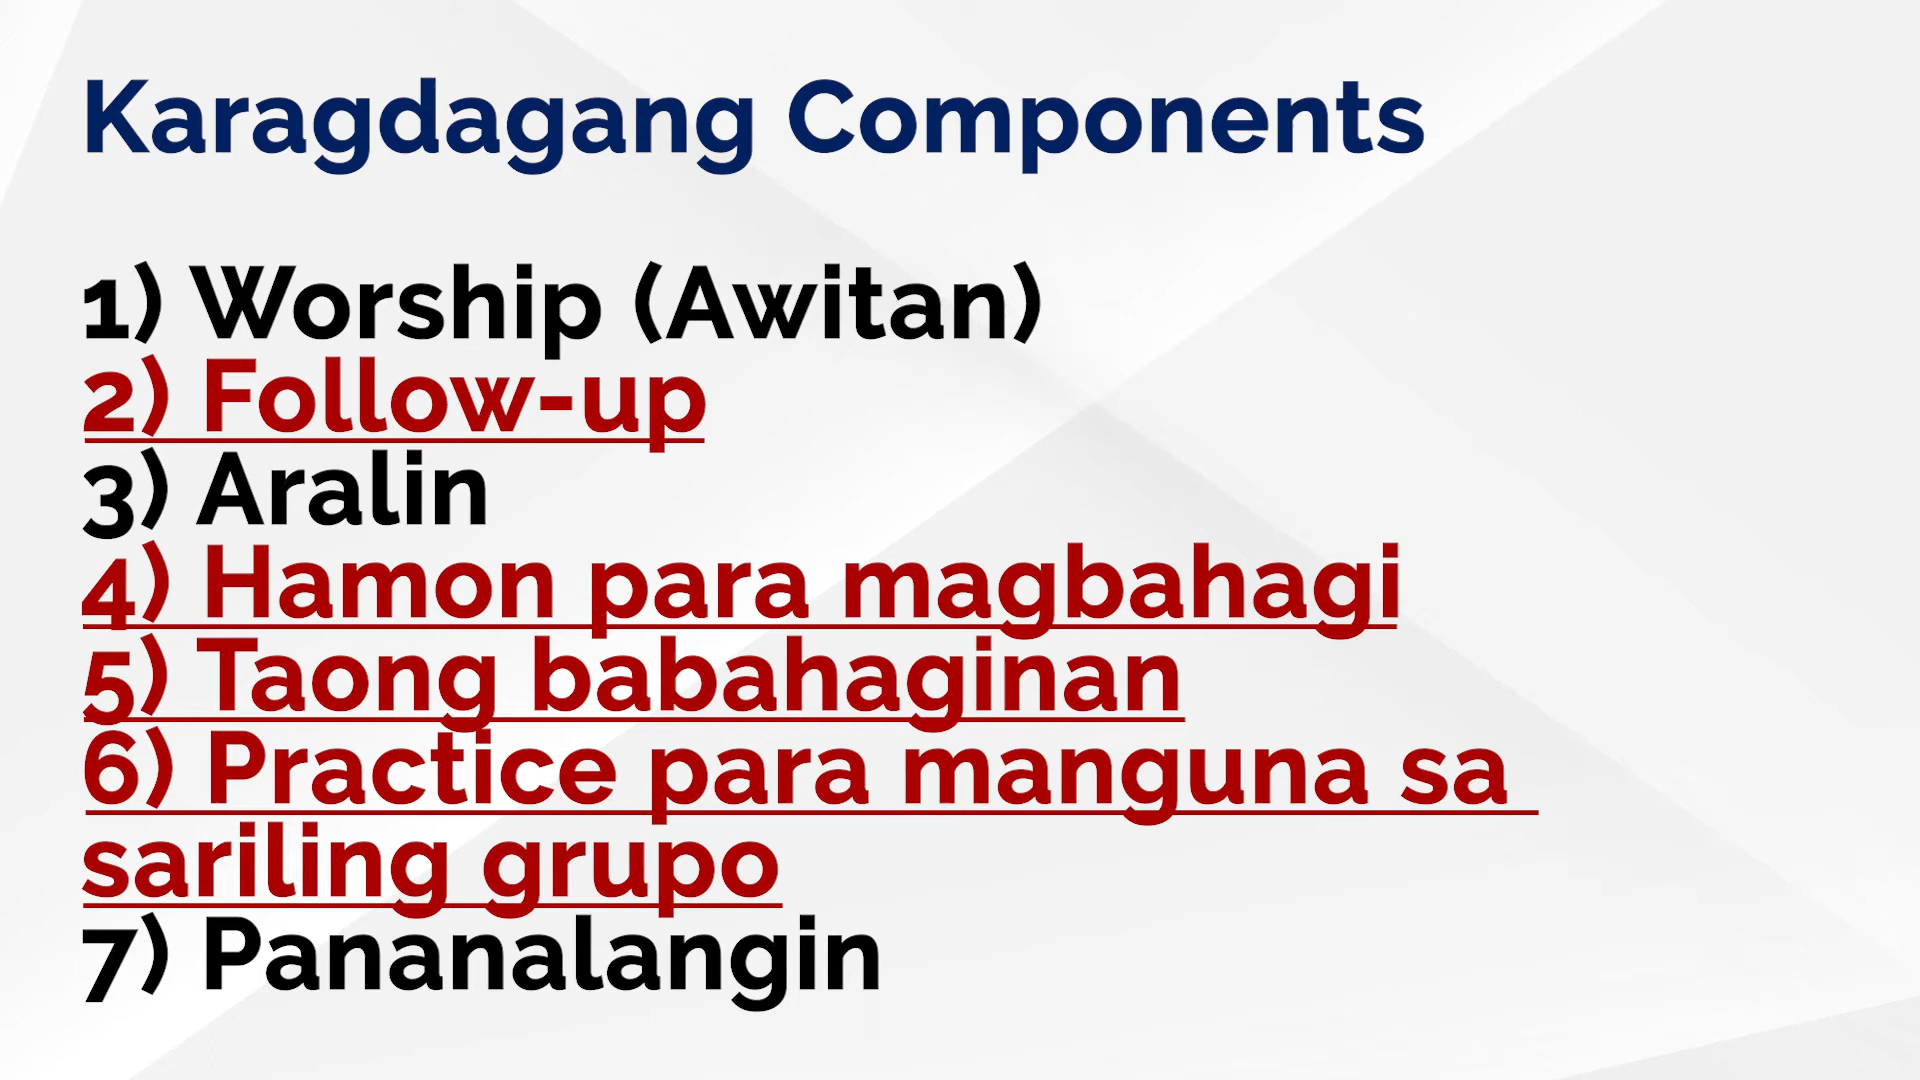 Karagdagang Components
1) Worship (Awitan)
2) Follow-up
3) Aralin
4) Hamon para magbahagi
5) Taong babahaginan
6) Practice para manguna sa
sariling grupo
7) Pananalangin